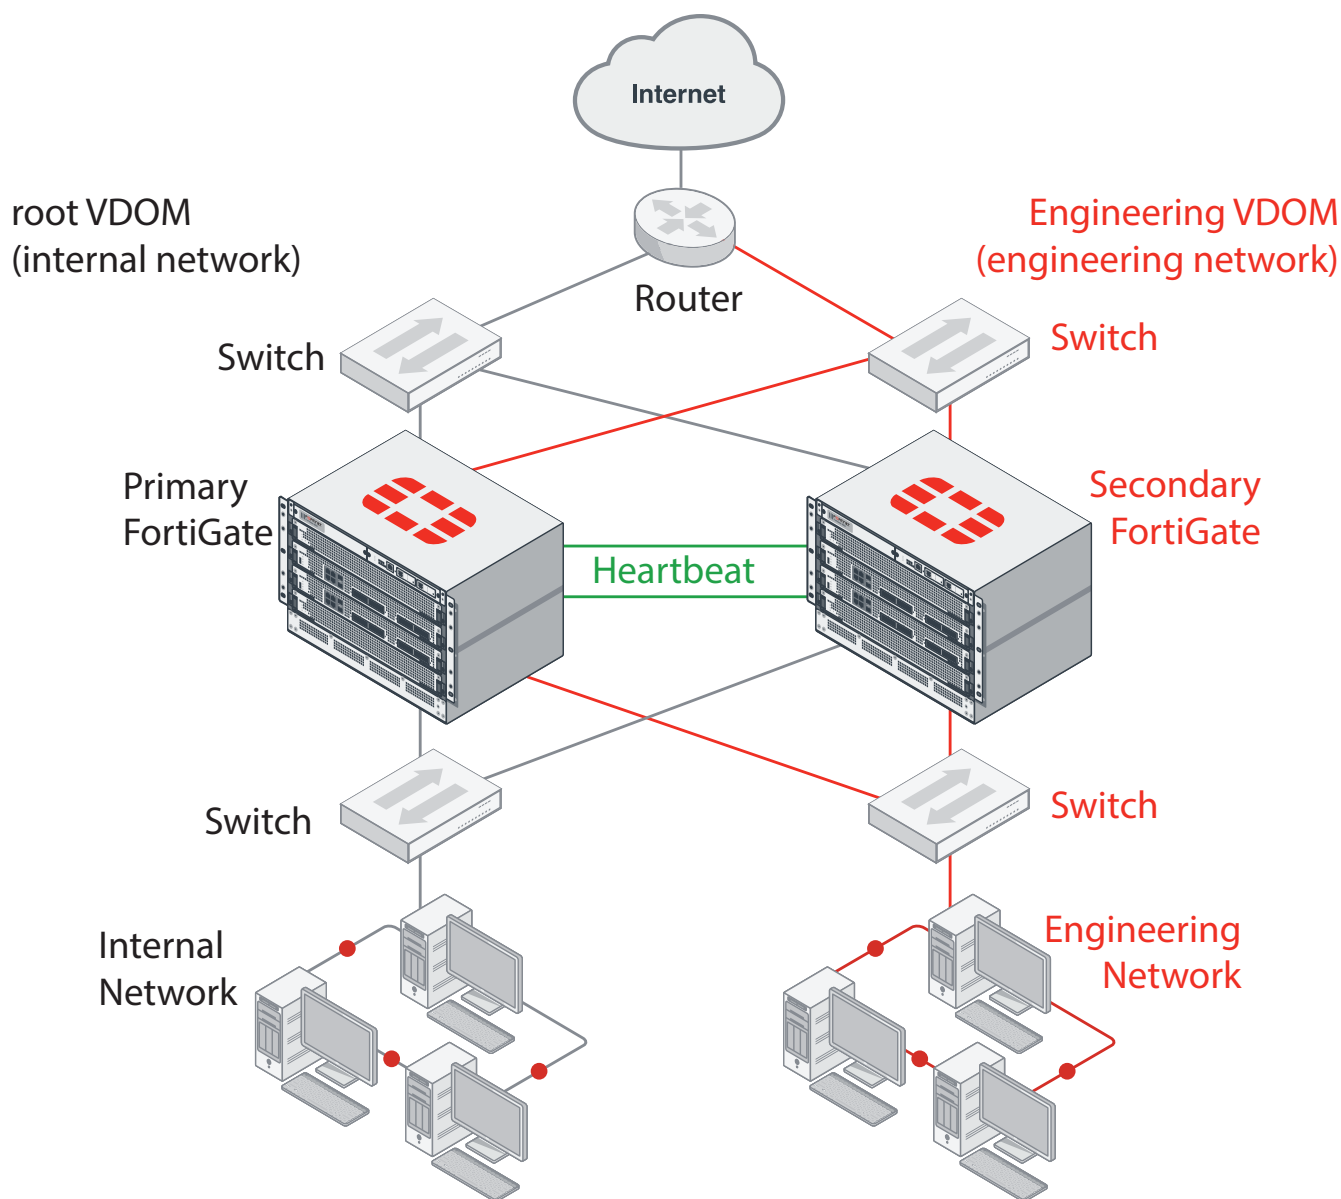 Internet
root VDOM
(internal network)
Engineering VDOM
(engineering network)
Router
Switch
Switch
Primary
FortiGate
Secondary
FortiGate
Heartbeat
Switch
Switch
Internal
Network
Engineering
Network